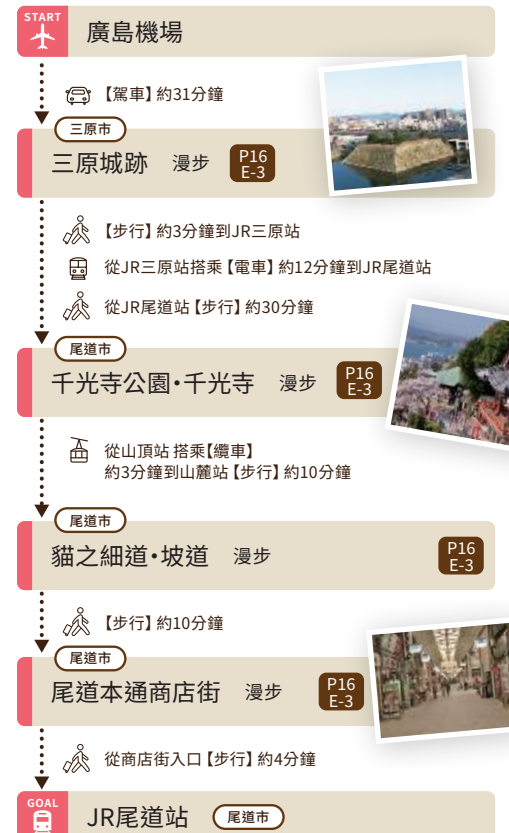 START
廣島機場
【駕車】約31分鐘
三原市
三原城跡 漫步 P16 E-3
【步行】約3分鐘到JR三原站
從JR三原站搭乘【電車】約12分鐘到JR尾道站
從JR尾道站【步行】約30分鐘
尾道市
千光寺公園・千光寺 漫步 P16 E-3
從山頂站 搭乘【纜車】
約3分鐘到山麓站【步行】約10分鐘
尾道市
貓之細道・坡道 漫步 P16 E-3
【步行】約10分鐘
尾道市
尾道本通商店街 漫步 P16 E-3
從商店街入口【步行】約4分鐘
GOAL
JR尾道站 尾道市